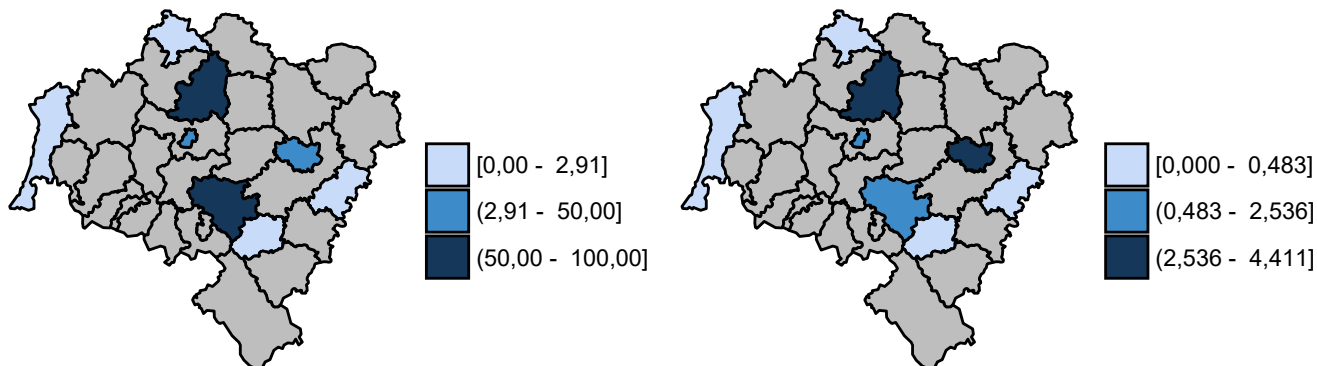 [0,00 - 2,91]
(2,91 - 50,00]
(50,00 - 100,00]
[0,000 - 0,483]
(0,483 - 2,536]
(2,536 - 4,411]